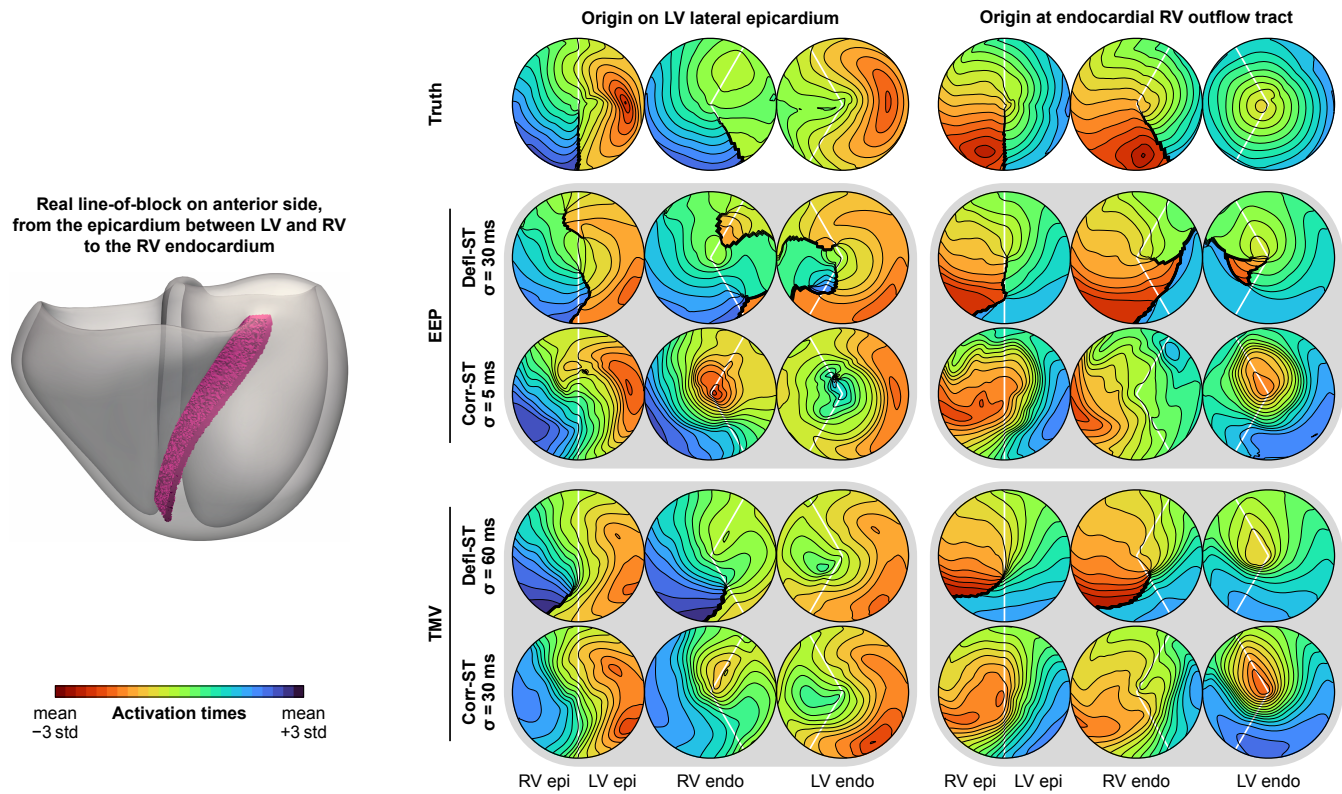 Origin on LV lateral epicardium
Origin at endocardial RV outflow tract
Truth
Real line-of-block on anterior side,
from the epicardium between LV and RV
to the RV endocardium
EEP
Defl-ST
σ = 30 ms
Corr-ST
σ = 5 ms
TMV
Defl-ST
σ = 60 ms
Corr-ST
σ = 30 ms
mean
−3 std
Activation times
mean
+3 std
RV epi LV epi RV endo LV endo
RV epi LV epi RV endo LV endo